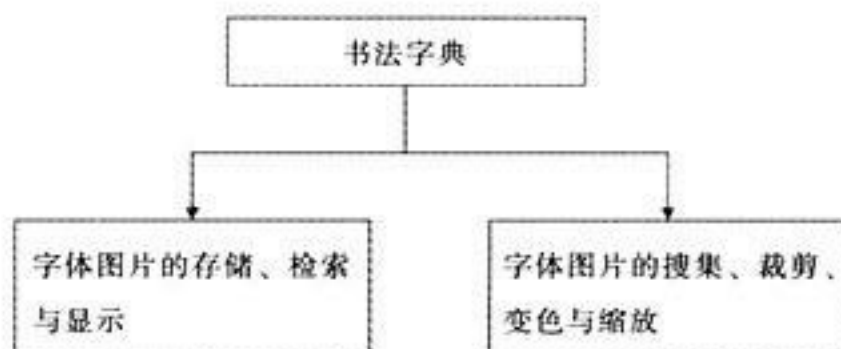 书法字典
字体图片的存储、检索
与显示
字体图片的搜集、裁剪、
变色与缩放